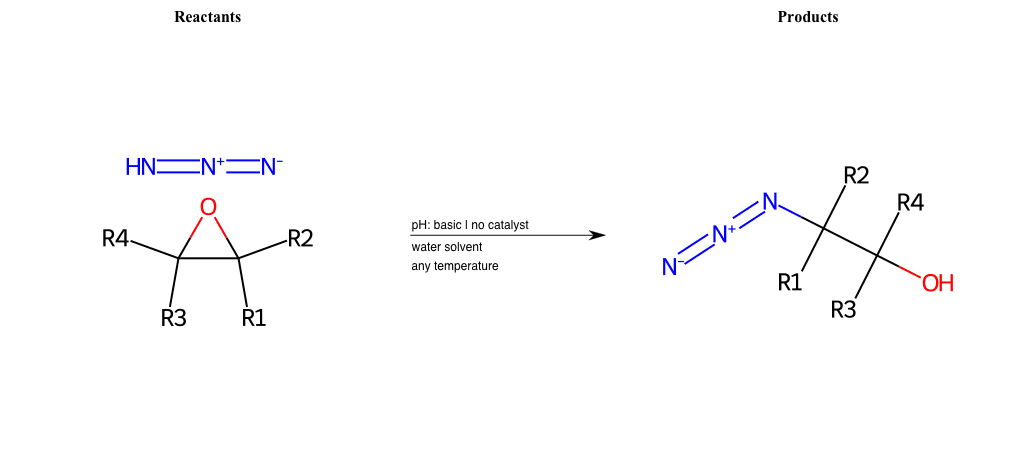 Reactants
Products
HN N+ N-
O
R4 R2
R3 R1
pH: basic | no catalyst
water solvent
any temperature
R2
N R4
N+
N- R1 OH
R3